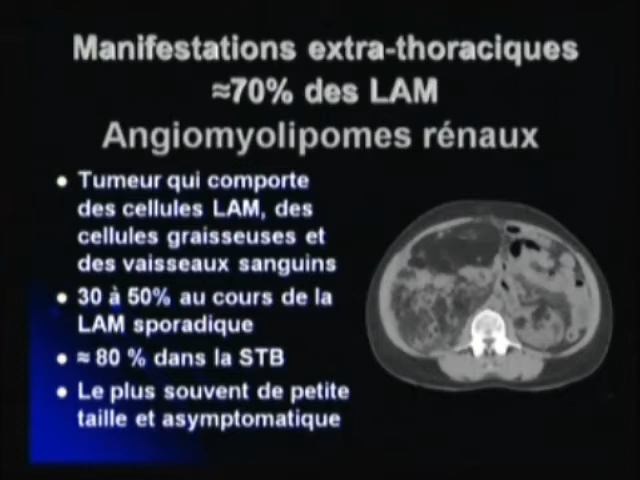 Manifestations extra-thoraciques
≈70% des LAM
Angiomyolipomes rénaux
• Tumeur qui comporte
des cellules LAM, des
cellules graisseuses et
des vaisseaux sanguins
• 30 à 50% au cours de la
LAM sporadique
• ≈ 80 % dans la STB
• Le plus souvent de petite
taille et asymptomatique